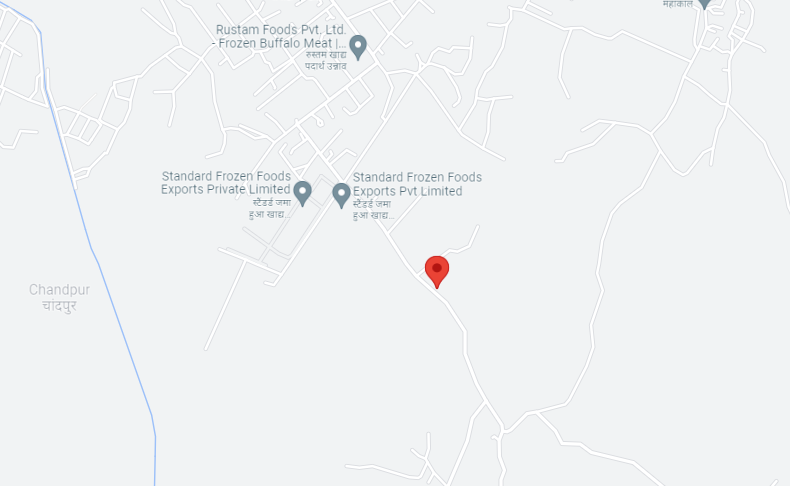 महाकाल
Rustam Foods Pvt. Ltd.
- Frozen Buffalo Meat |...
रुस्तम खाद्य
पदार्थ उन्नाव
Standard Frozen Foods
Exports Private Limited
स्टैंडर्ड जमा
हुआ खाद्य...
Standard Frozen Foods
Exports Pvt Limited
स्टैंडर्ड जमा
हुआ खाद्य...
Chandpur
चांदपुर